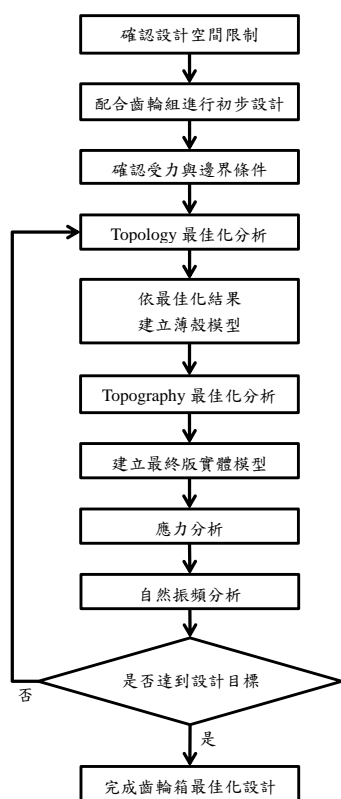 確認設計空間限制
配合齒輪組進行初步設計
確認受力與邊界條件
Topology 最佳化分析
依最佳化結果
建立薄殼模型
Topography 最佳化分析
建立最終版實體模型
應力分析
自然振頻分析
是否達到設計目標
否
是
完成齒輪箱最佳化設計